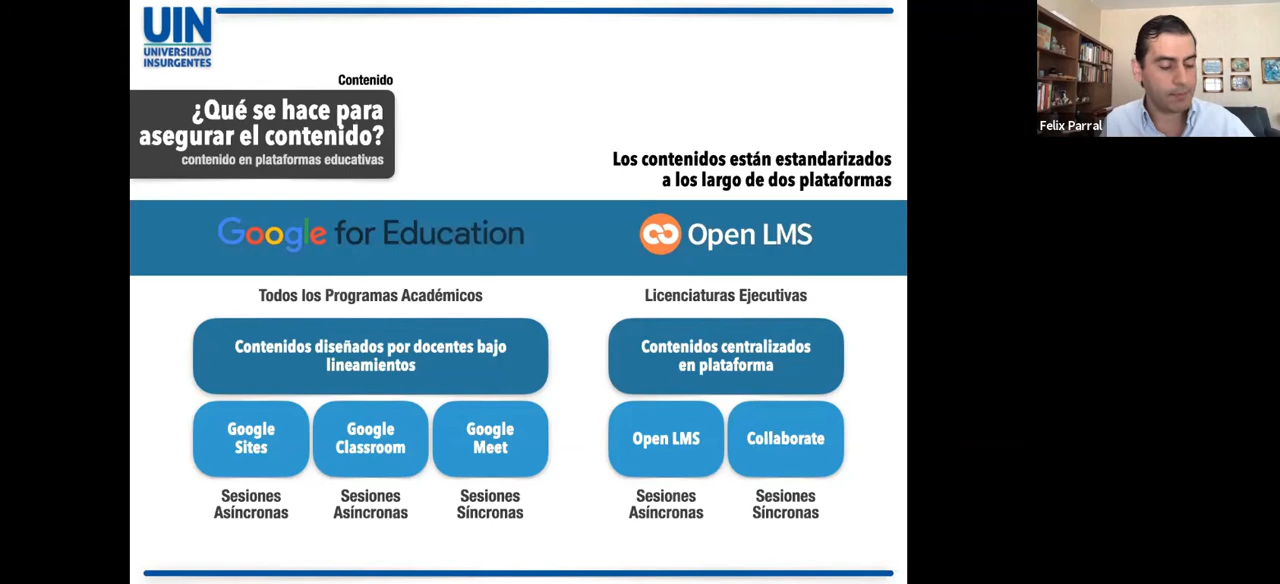 UIN
UNIVERSIDAD
INSURGENTES
Contenido
¿Qué se hace para
asegurar el contenido?
contenido en plataformas educativas
Felix Parral
Los contenidos están estandarizados
a los largo de dos plataformas
Google for Education
Open LMS
Todos los Programas Académicos
Licenciaturas Ejecutivas
Contenidos diseñados por docentes bajo
lineamientos
Contenidos centralizados
en plataforma
Google
Sites
Google
Classroom
Google
Meet
Open LMS
Collaborate
Sesiones
Asíncronas
Sesiones
Asíncronas
Sesiones
Síncronas
Sesiones
Asíncronas
Sesiones
Síncronas